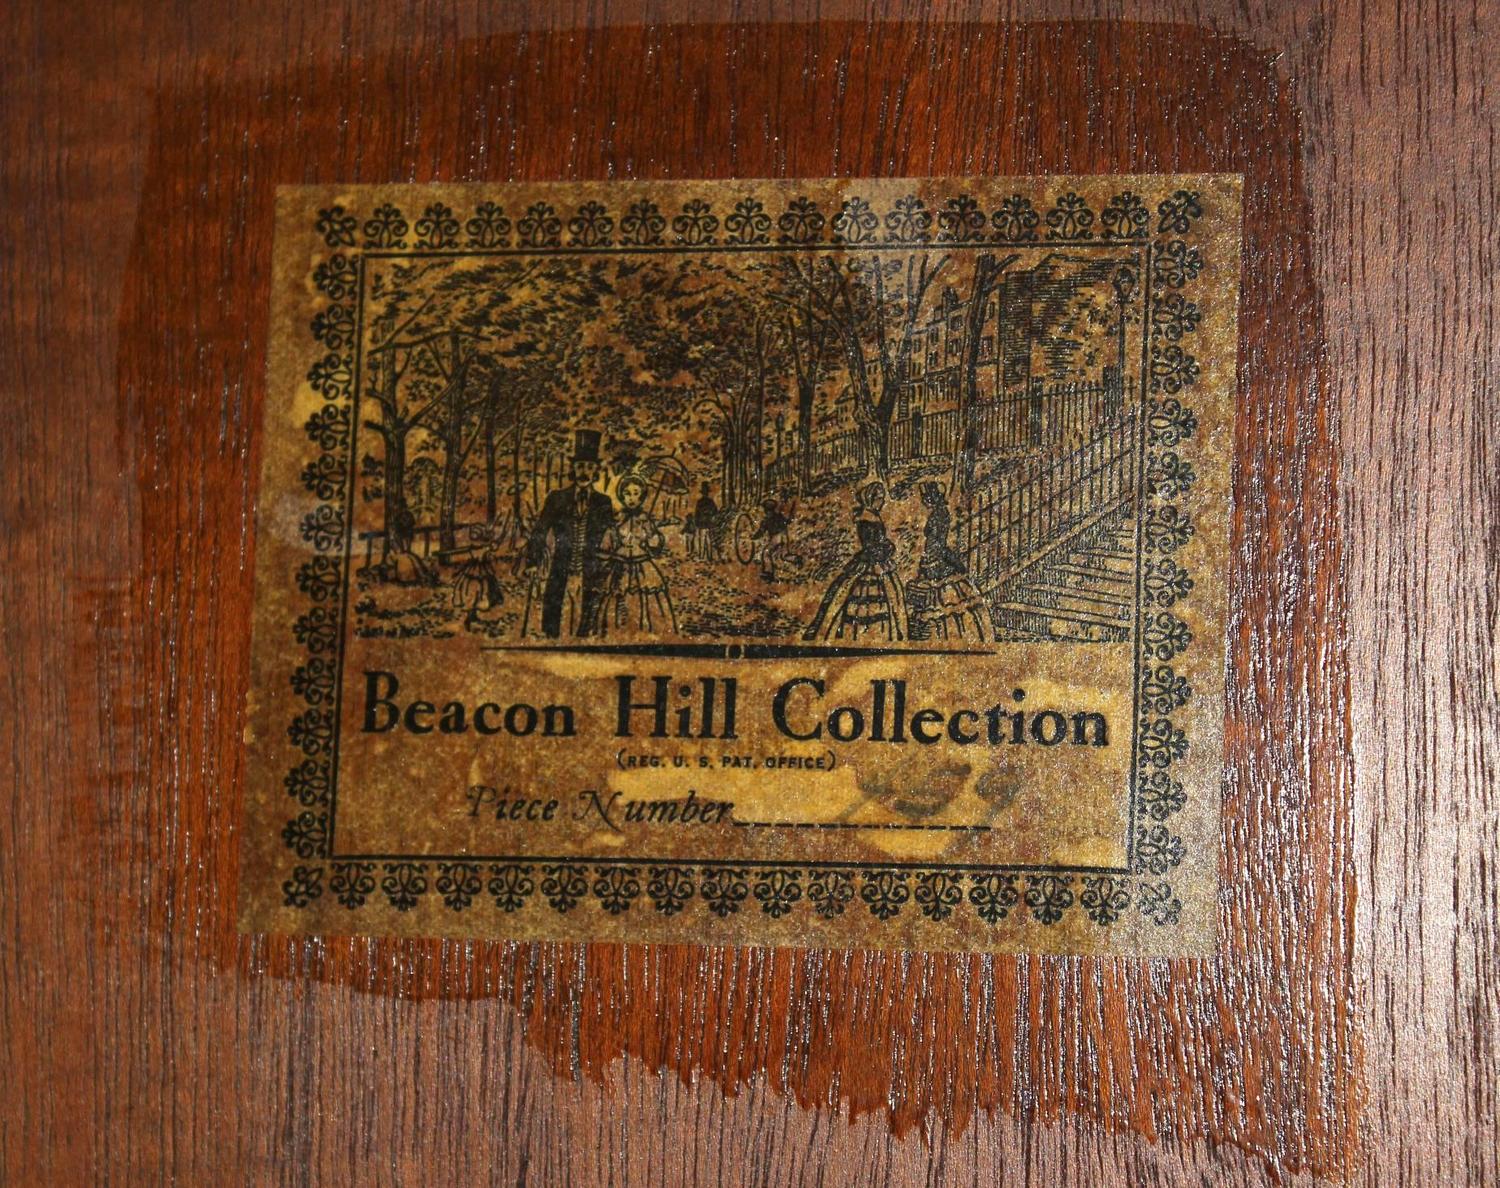 Beacon Hill Collection
(REG. U. S. PAT. OFFICE)
Piece Number